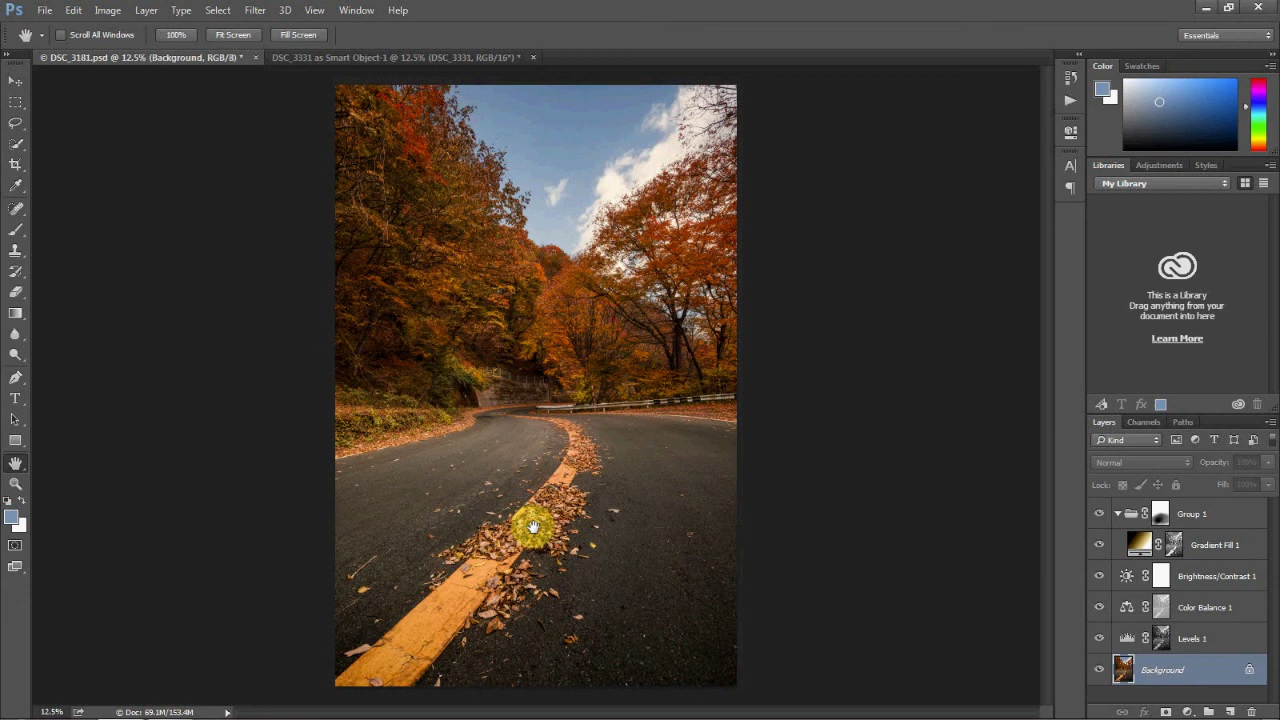 Ps File Edit Image Layer Type Select Filter 3D View Window Help
Scroll All Windows 100% Fit Screen Fill Screen Essentials
© DSC_3181.psd @ 12.5% (Background, RGB/8) * × DSC_3331 as Smart Object-1 @ 12.5% (DSC_3331, RGB/16*) * ×
Color Swatches
Libraries Adjustments Styles
My Library
This is a Library
Drag anything from your
document into here
Learn More
Layers Channels Paths
Kind
Normal Opacity: 100%
Lock: Fill: 100%
Group 1
Gradient Fill 1
Brightness/Contrast 1
Color Balance 1
Levels 1
Background
12.5% © Doc: 69.1M/153.4M